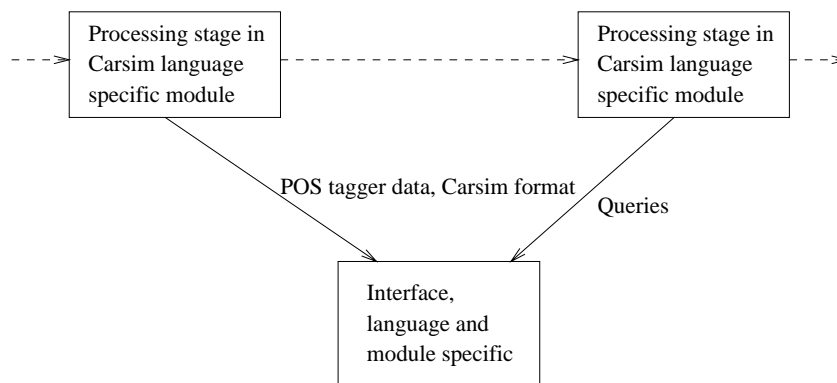 Processing stage in
Carsim language
specific module
Processing stage in
Carsim language
specific module
POS tagger data, Carsim format
Queries
Interface,
language and
module specific